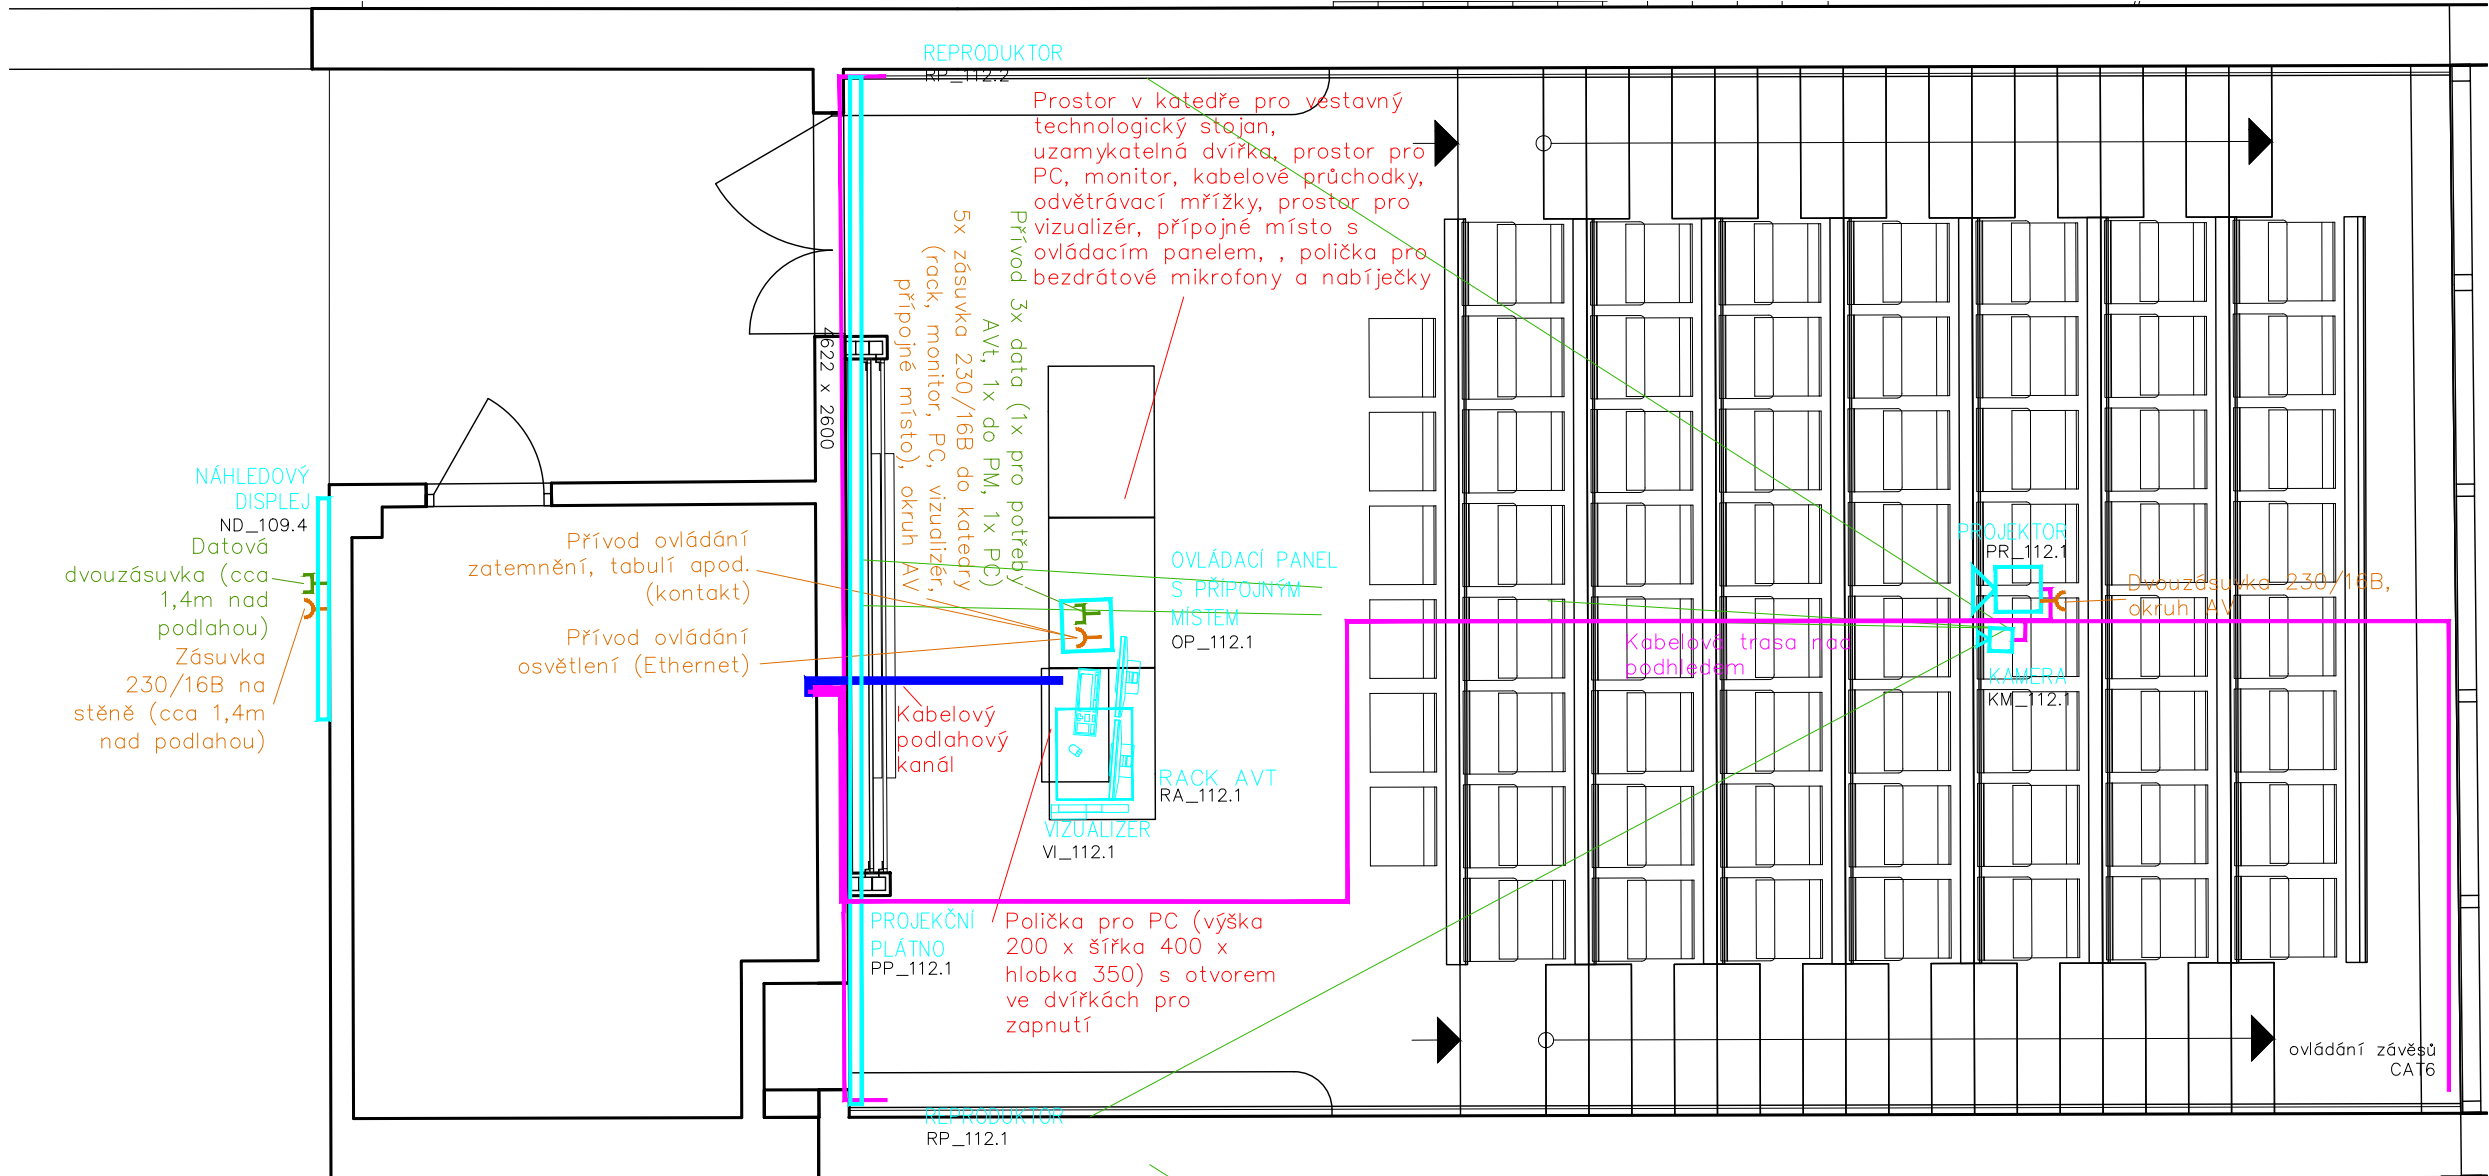 REPRODUKTOR
RP_112.2
Prostor v katedře pro vestavný
technologický stojan,
uzamykatelná dvířka, prostor pro
PC, monitor, kabelové průchodky,
odvětrávací mřížky, prostor pro
vizualizér, přípojné místo s
ovládacím panelem, , polička pro
bezdrátové mikrofony a nabíječky
Přívod 3x data (1x pro potřeby
AVt, 1x do PM, 1x PC)
5x zásuvka 230/16B do katedry
(rack, monitor, PC, vizualizér,
přípojné místo), okruh AV
4622 x 2600
NÁHLEDOVÝ
DISPLEJ
ND_109.4
Datová
dvouzásuvka (cca
1,4m nad
podlahou)
Zásuvka
230/16B na
stěně (cca 1,4m
nad podlahou)
Přívod ovládání
zatemnění, tabulí apod.
(kontakt)
Přívod ovládání
osvětlení (Ethernet)
OVLÁDACÍ PANEL
S PŘÍPOJNÝM
MÍSTEM
OP_112.1
PROJEKTOR
PR_112.1
Dvouzásuvka 230/16B,
okruh AV
Kabelová trasa nad
podhledem
KAMERA
KM_112.1
Kabelový
podlahový
kanál
RACK AVT
RA_112.1
VIZUALIZER
VI_112.1
PROJEKČNÍ
PLÁTNO
PP_112.1
Polička pro PC (výška
200 x šířka 400 x
hlobka 350) s otvorem
ve dvířkách pro
zapnutí
ovládání závěsů
CAT6
REPRODUKTOR
RP_112.1